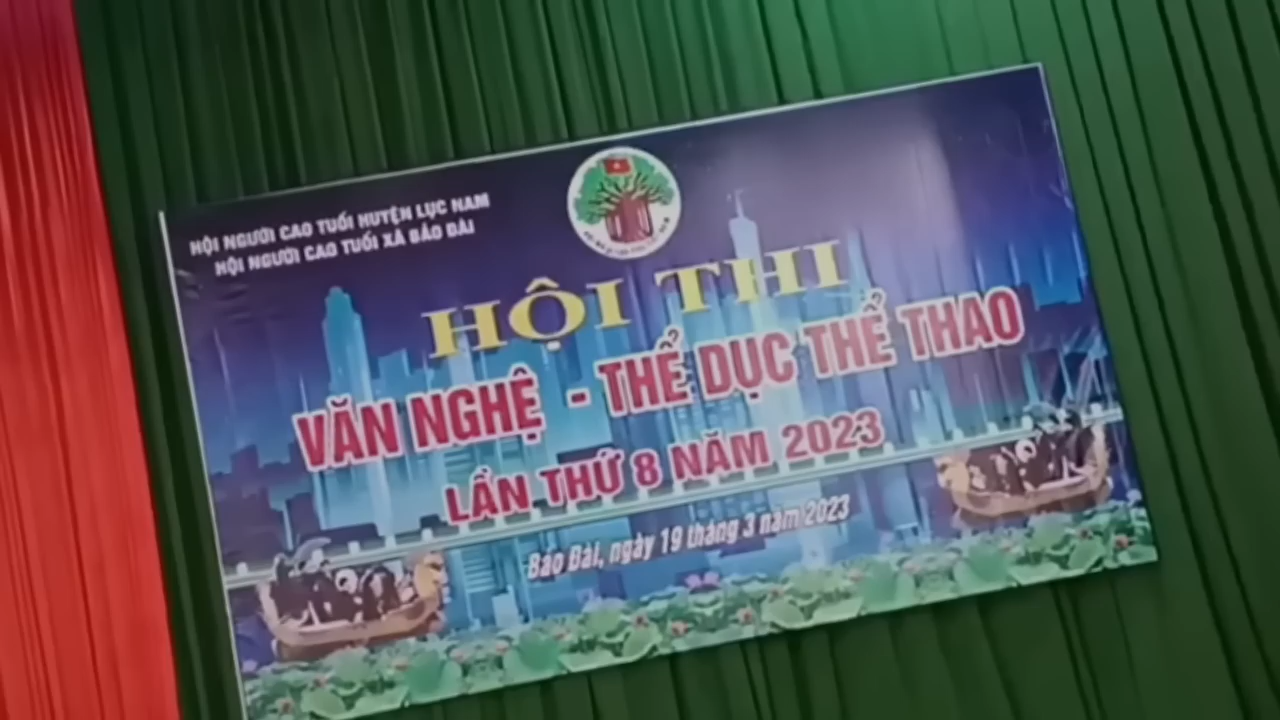 HỘI NGƯỜI CAO TUỔI HUYỆN LỤC NAM
HỘI NGƯỜI CAO TUỔI XÃ BẢO ĐÀI
HỘI THI
VĂN NGHỆ - THỂ DỤC THỂ THAO
LẦN THỨ 8 NĂM 2023
Bảo Đài, ngày 19 tháng 3 năm 2023